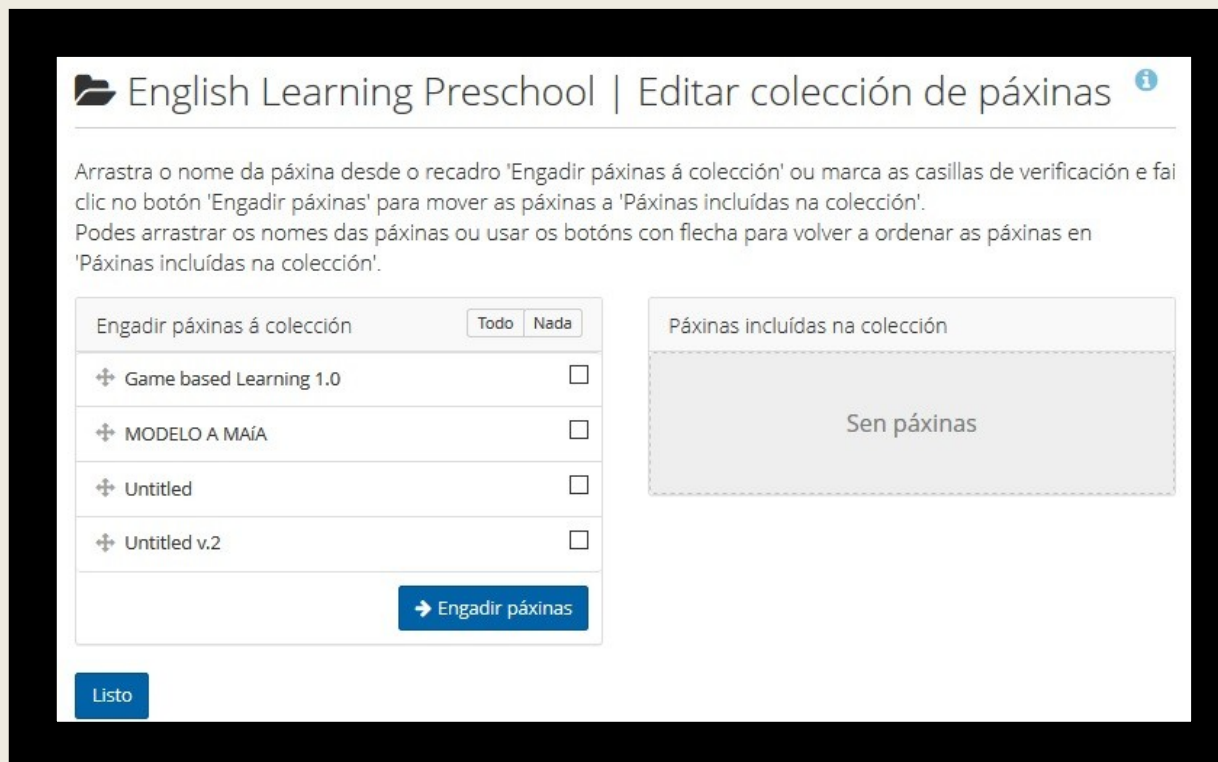 English Learning Preschool | Editar colección de páxinas
Arrastra o nome da páxina desde o recadro 'Engadir páxinas á colección' ou marca as casillas de verificación e fai
clic no botón 'Engadir páxinas' para mover as páxinas a 'Páxinas incluídas na colección'.
Podes arrastrar os nomes das páxinas ou usar os botóns con flecha para volver a ordenar as páxinas en
'Páxinas incluídas na colección'.
Engadir páxinas á colección
Todo
Nada
Game based Learning 1.0
MODELO A MAíA
Untitled
Untitled v.2
Engadir páxinas
Páxinas incluídas na colección
Sen páxinas
Listo